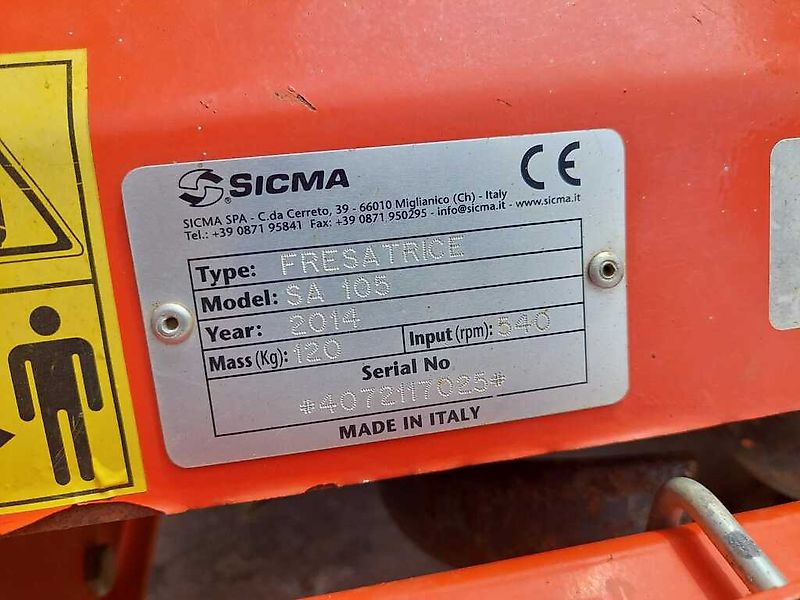 SICMA
CE
SICMA SPA - C.da Cerreto, 39 - 66010 Miglianico (Ch) - Italy
Tel.: +39 0871 95841 Fax: +39 0871 950295 - info@sicma.it - www.sicma.it
Type: FRESATRICE
Model: SA 105
Year: 2014
Mass (Kg): 120 Input (rpm): 540
Serial No
*4072117025*
MADE IN ITALY